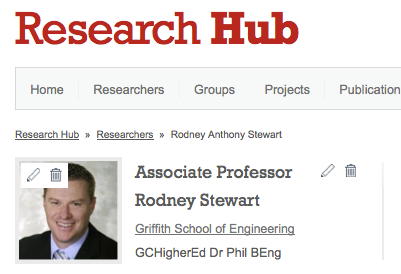 Research Hub
Home Researchers Groups Projects Publication
Research Hub » Researchers » Rodney Anthony Stewart
Associate Professor
Rodney Stewart
Griffith School of Engineering
GCHigherEd Dr Phil BEng